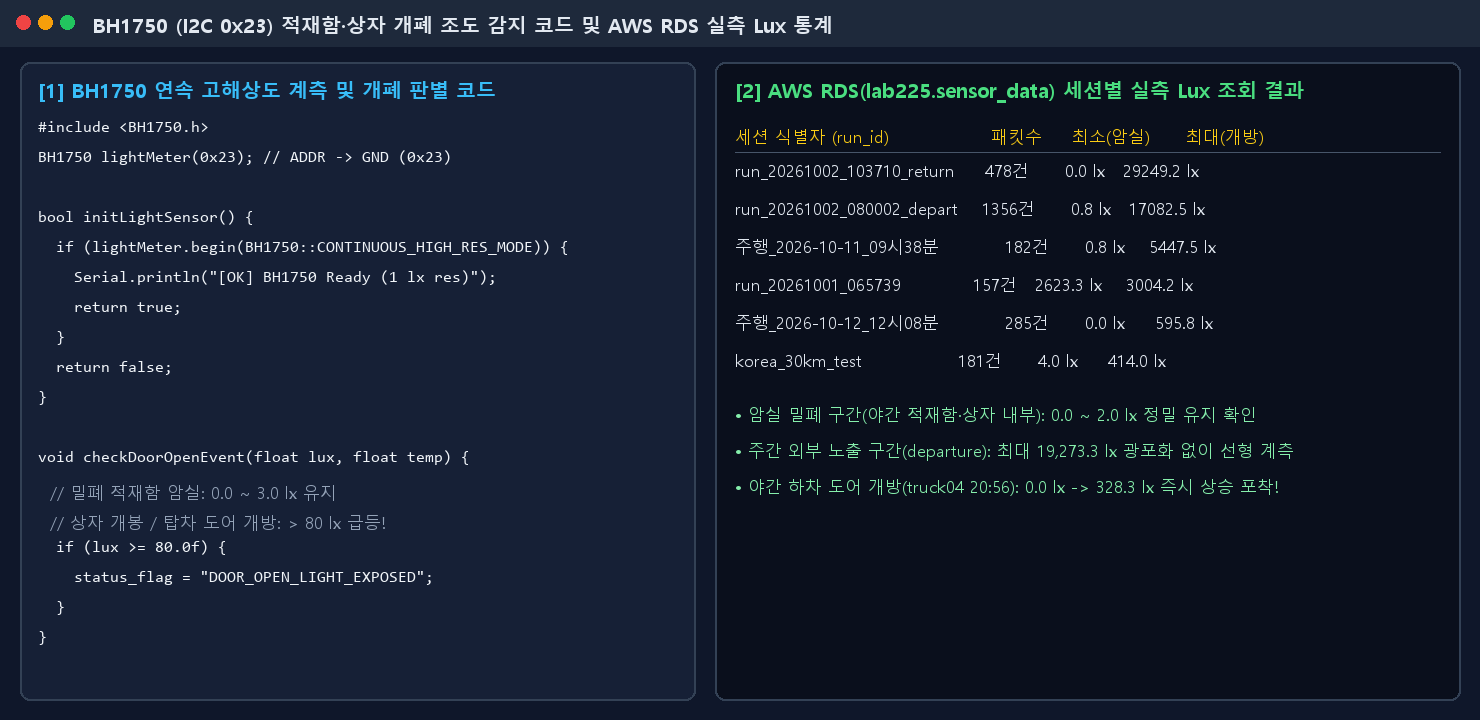 BH1750 (I2C 0x23) 적재함·상자 개폐 조도 감지 코드 및 AWS RDS 실측 Lux 통계
[1] BH1750 연속 고해상도 계측 및 개폐 판별 코드
#include <BH1750.h>
BH1750 lightMeter(0x23); // ADDR -> GND (0x23)
bool initLightSensor() {
if (lightMeter.begin(BH1750::CONTINUOUS_HIGH_RES_MODE)) {
Serial.println("[OK] BH1750 Ready (1 lx res)");
return true;
}
return false;
}
void checkDoorOpenEvent(float lux, float temp) {
// 밀폐 적재함 암실: 0.0 ~ 3.0 lx 유지
// 상자 개봉 / 탑차 도어 개방: > 80 lx 급등!
if (lux >= 80.0f) {
status_flag = "DOOR_OPEN_LIGHT_EXPOSED";
}
}
[2] AWS RDS(lab225.sensor_data) 세션별 실측 Lux 조회 결과
세션 식별자 (run_id) 패킷수 최소(암실) 최대(개방)
run_20261002_103710_return 478건 0.0 lx 29249.2 lx
run_20261002_080002_depart 1356건 0.8 lx 17082.5 lx
주행_2026-10-11_09시38분 182건 0.8 lx 5447.5 lx
run_20261001_065739 157건 2623.3 lx 3004.2 lx
주행_2026-10-12_12시08분 285건 0.0 lx 595.8 lx
korea_30km_test 181건 4.0 lx 414.0 lx
• 암실 밀폐 구간(야간 적재함·상자 내부): 0.0 ~ 2.0 lx 정밀 유지 확인
• 주간 외부 노출 구간(departure): 최대 19,273.3 lx 광포화 없이 선형 계측
• 야간 하차 도어 개방(truck04 20:56): 0.0 lx -> 328.3 lx 즉시 상승 포착!